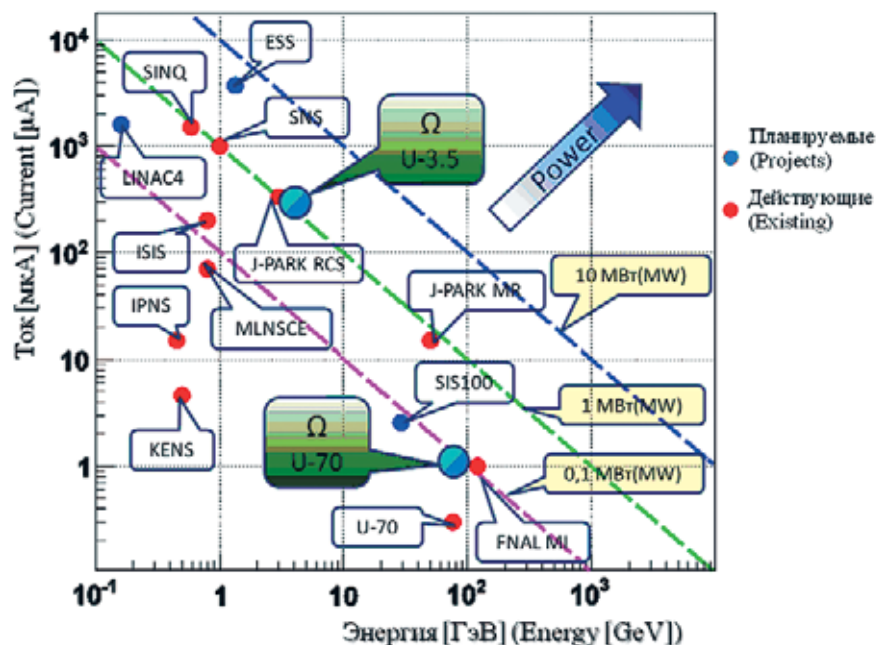 Ток [мкА] (Current [μA])
10⁴
10³
10²
10
1
10⁻¹
1
10
10²
10³
Энергия [ГэВ] (Energy [GeV])
ESS
SINQ
SNS
Ω
U-3.5
Power
LINAC4
ISIS
J-PARK RCS
IPNS
MLNSCE
J-PARK MR
10 МВт(MW)
SIS100
KENS
Ω
U-70
1 МВт(MW)
0,1 МВт(MW)
U-70
FNAL MI
Планируемые
(Projects)
Действующие
(Existing)